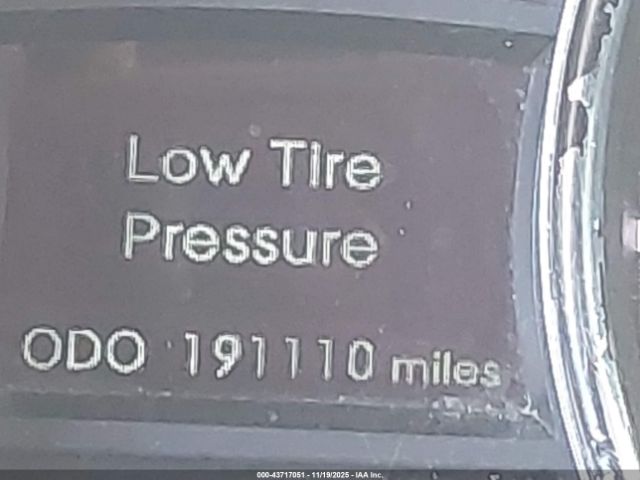 Low Tire
Pressure
ODO 191110 miles
000-43717051 - 11/19/2025 - IAA Inc.